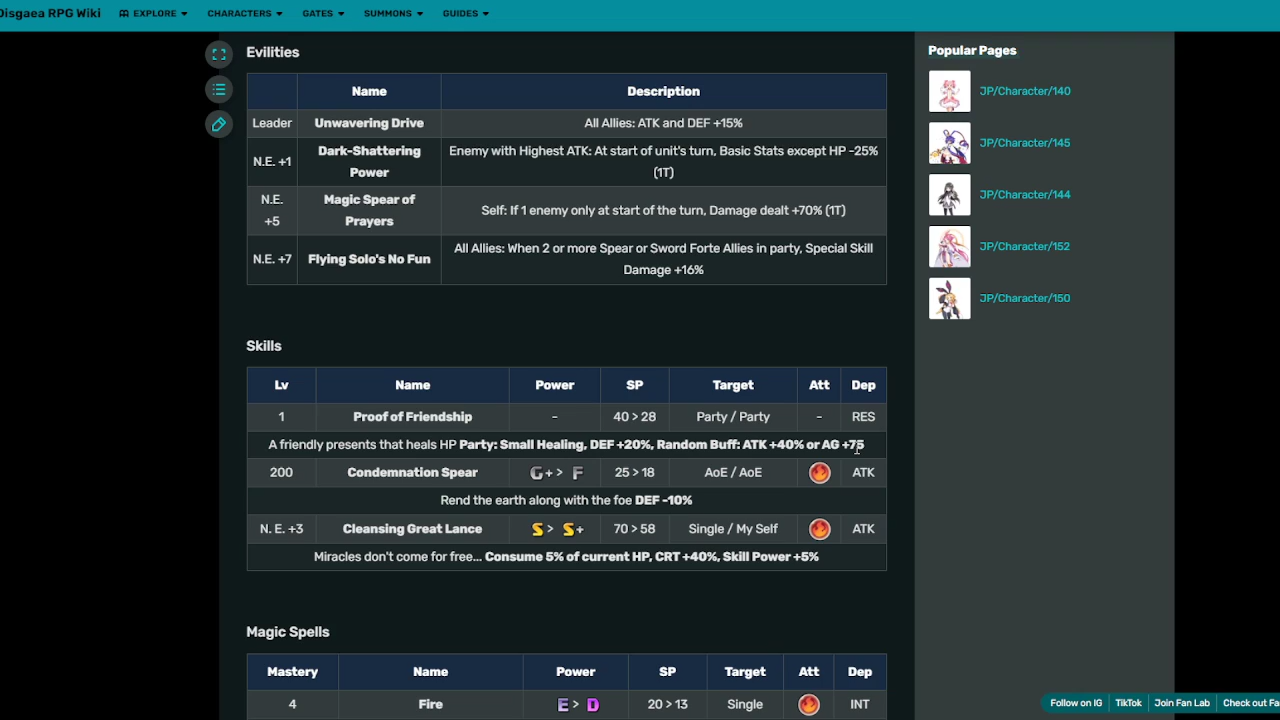 Disgaea RPG Wiki EXPLORE CHARACTERS GATES SUMMONS GUIDES
Evilities
Name Description
Leader Unwavering Drive All Allies: ATK and DEF +15%
N.E. +1 Dark-Shattering Power Enemy with Highest ATK: At start of unit's turn, Basic Stats except HP -25%
(1T)
N.E. +5 Magic Spear of Prayers Self: If 1 enemy only at start of the turn, Damage dealt +70% (1T)
N.E. +7 Flying Solo's No Fun All Allies: When 2 or more Spear or Sword Forte Allies in party, Special Skill
Damage +16%
Skills
Lv Name Power SP Target Att Dep
1 Proof of Friendship - 40 > 28 Party / Party - RES
A friendly presents that heals HP Party: Small Healing, DEF +20%, Random Buff: ATK +40% or AG +75
200 Condemnation Spear G+ > F 25 > 18 AoE / AoE ATK
Rend the earth along with the foe DEF -10%
N. E. +3 Cleansing Great Lance S > S+ 70 > 58 Single / My Self ATK
Miracles don't come for free... Consume 5% of current HP, CRT +40%, Skill Power +5%
Magic Spells
Mastery Name Power SP Target Att Dep
4 Fire E > D 20 > 13 Single INT
Popular Pages
JP/Character/140
JP/Character/145
JP/Character/144
JP/Character/152
JP/Character/150
Follow on IG TikTok Join Fan Lab Check out Fa